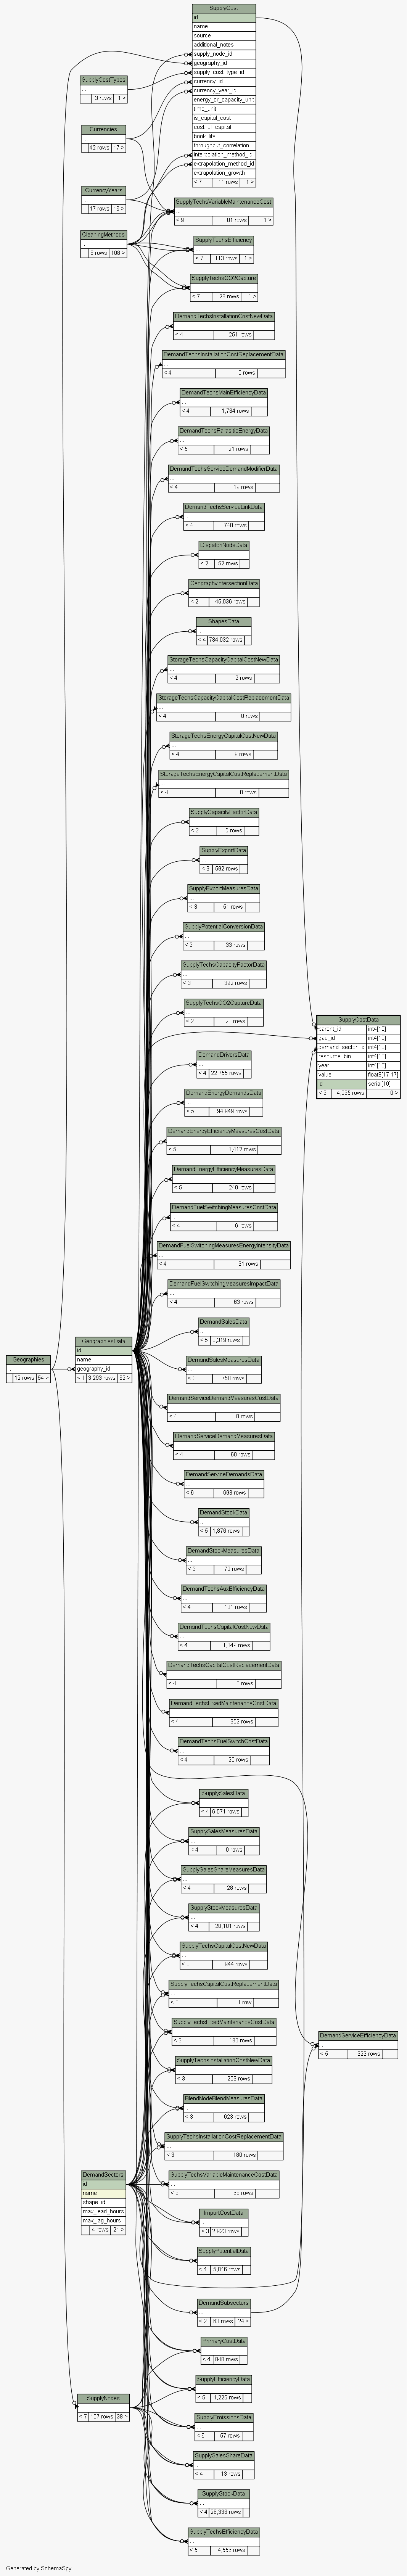 SupplyCost
id
name
source
additional_notes
supply_node_id
geography_id
supply_cost_type_id
currency_id
currency_year_id
energy_or_capacity_unit
time_unit
is_capital_cost
cost_of_capital
book_life
throughput_correlation
interpolation_method_id
extrapolation_method_id
extrapolation_growth
< 7 11 rows 1 >
SupplyCostTypes
...
3 rows 1 >
Currencies
...
42 rows 17 >
CurrencyYears
...
17 rows 16 >
CleaningMethods
...
8 rows 108 >
SupplyTechsVariableMaintenanceCost
...
< 8 81 rows 1 >
SupplyTechsEfficiency
...
< 7 113 rows 1 >
SupplyTechsCO2Capture
...
< 7 28 rows 1 >
DemandTechsInstallationCostNewData
...
< 4 251 rows
DemandTechsInstallationCostReplacementData
...
< 4 0 rows
DemandTechsMainEfficiencyData
...
< 4 1,784 rows
DemandTechsParasiticEnergyData
...
< 5 21 rows
DemandTechsServiceDemandModifierData
...
< 4 19 rows
DemandTechsServiceLinkData
...
< 4 740 rows
DispatchNodeData
...
< 2 52 rows
GeographyIntersectionData
...
< 2 45,036 rows
ShapesData
...
< 4 784,032 rows
StorageTechsCapacityCapitalCostNewData
...
< 4 2 rows
StorageTechsCapacityCapitalCostReplacementData
...
< 4 0 rows
StorageTechsEnergyCapitalCostNewData
...
< 4 9 rows
StorageTechsEnergyCapitalCostReplacementData
...
< 4 0 rows
SupplyCapacityFactorData
...
< 2 5 rows
SupplyExportData
...
< 3 592 rows
SupplyExportMeasuresData
...
< 3 51 rows
SupplyPotentialConversionData
...
< 3 33 rows
SupplyTechsCapacityFactorData
...
< 3 392 rows
SupplyTechsCO2CaptureData
...
< 2 28 rows
SupplyCostData
parent_id int4[10]
gau_id int4[10]
demand_sector_id int4[10]
resource_bin int4[10]
year int4[10]
value float8[17,17]
id serial[10]
< 3 4,035 rows 0 >
DemandDriversData
...
< 4 22,755 rows
DemandEnergyDemands
...
< 5 94,949 rows
DemandEnergyEfficiencyMeasuresCostData
...
< 5 1,412 rows
DemandEnergyEfficiencyMeasuresData
...
< 5 240 rows
DemandFuelSwitchingMeasuresCostData
...
< 4 6 rows
DemandFuelSwitchingMeasuresEnergyIntensityData
...
< 4 31 rows
DemandFuelSwitchingMeasuresImpactData
...
< 4 63 rows
DemandSalesData
...
< 5 3,319 rows
Geographies
...
12 rows 54 >
GeographiesData
id
name
geography_id
< 1 3,283 rows 62 >
DemandSalesMeasuresData
...
< 3 750 rows
DemandServiceDemandMeasuresCostData
...
< 4 0 rows
DemandServiceDemandMeasuresData
...
< 4 60 rows
DemandServiceDemandsData
...
< 6 693 rows
DemandStockData
...
< 5 1,876 rows
DemandStockMeasuresData
...
< 3 70 rows
DemandTechsAuxEfficiencyData
...
< 4 101 rows
DemandTechsCapitalCostNewData
...
< 4 1,349 rows
DemandTechsCapitalCostReplacementData
...
< 4 0 rows
DemandTechsFixedMaintenanceCostData
...
< 4 352 rows
DemandTechsFuelSwitchCostData
...
< 4 20 rows
SupplySalesData
...
< 4 6,571 rows
SupplySalesMeasuresData
...
< 4 0 rows
SupplySalesShareMeasuresData
...
< 4 28 rows
SupplyStockMeasuresData
...
< 4 20,101 rows
SupplyTechsCapitalCostNewData
...
< 3 944 rows
SupplyTechsCapitalCostReplacementData
...
< 3 1 row
SupplyTechsFixedMaintenanceCostData
...
< 3 180 rows
DemandServiceEfficiencyData
...
< 5 323 rows
SupplyTechsInstallationCostNewData
...
< 3 209 rows
BlendNodeBlendMeasuresData
...
< 3 623 rows
SupplyTechsInstallationCostReplacementData
...
< 3 180 rows
DemandSectors
id
name
shape_id
max_lead_hours
max_lag_hours
4 rows 21 >
SupplyTechsVariableMaintenanceCostData
...
< 3 68 rows
ImportCostData
...
< 3 2,823 rows
SupplyPotentialData
...
< 4 5,846 rows
DemandSubsectors
...
< 2 63 rows 24 >
PrimaryCostData
...
< 4 848 rows
SupplyNodes
...
< 7 107 rows 38 >
SupplyEfficiencyData
...
< 5 1,225 rows
SupplyEmissionsData
...
< 8 57 rows
SupplySalesShareData
...
< 4 13 rows
SupplyStockData
...
< 4 26,338 rows
SupplyTechsEfficiencyData
...
< 5 4,556 rows
Generated by SchemaSpy